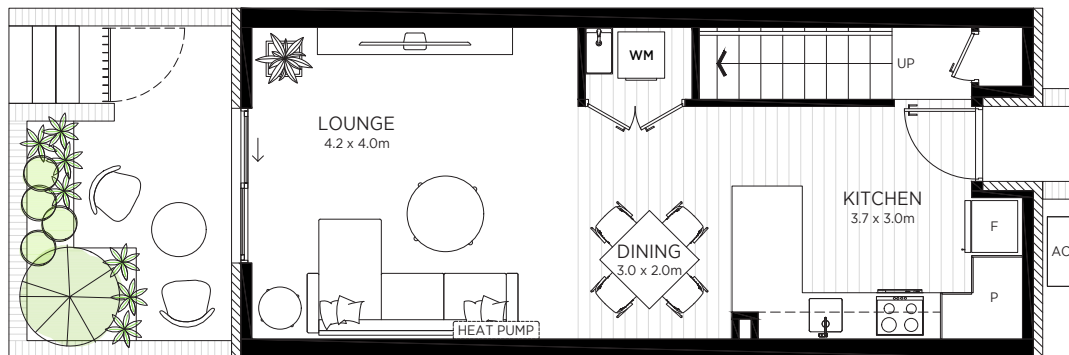 WM
UP
LOUNGE
4.2 x 4.0m
KITCHEN
3.7 x 3.0m
F
DINING
3.0 x 2.0m
AC
P
HEAT PUMP